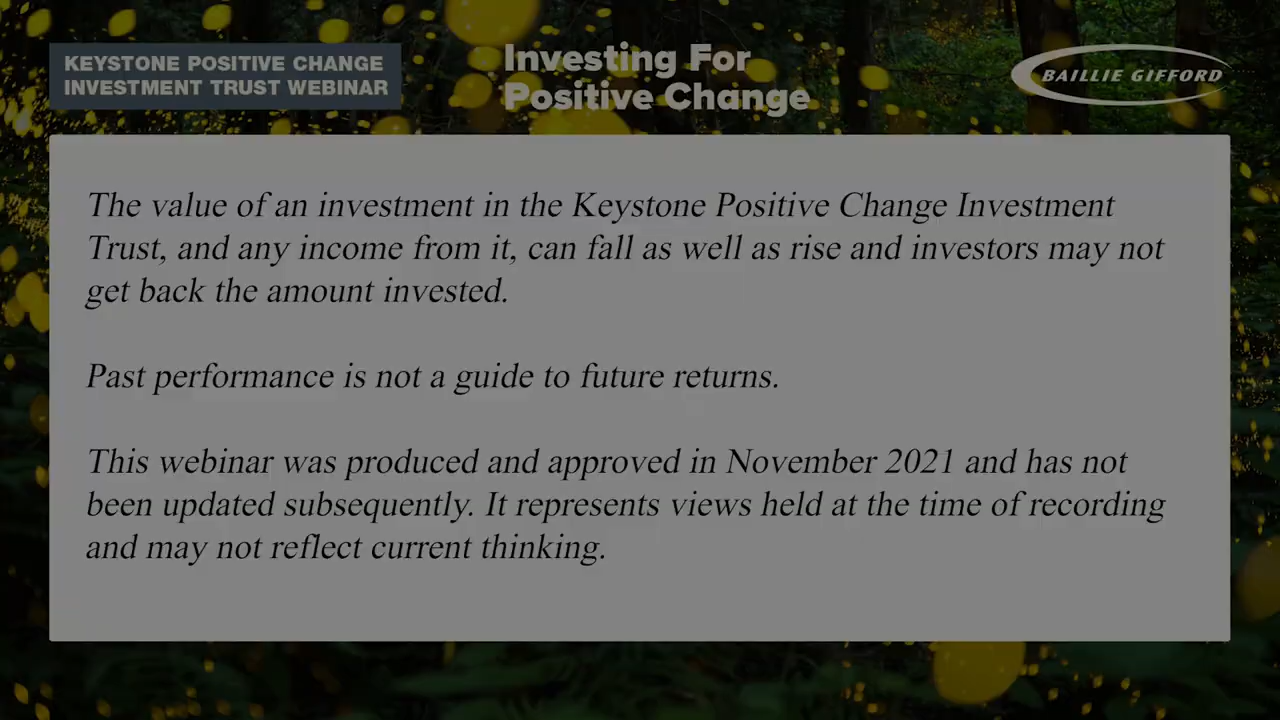 KEYSTONE POSITIVE CHANGE
INVESTMENT TRUST WEBINAR
Investing For
Positive Change
BAILLIE GIFFORD
The value of an investment in the Keystone Positive Change Investment
Trust, and any income from it, can fall as well as rise and investors may not
get back the amount invested.
Past performance is not a guide to future returns.
This webinar was produced and approved in November 2021 and has not
been updated subsequently. It represents views held at the time of recording
and may not reflect current thinking.